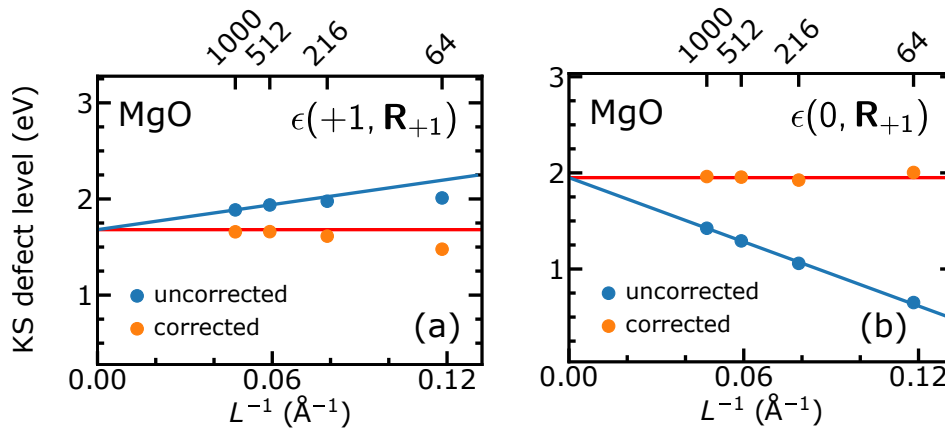 1000
512
216
64
MgO
ϵ(+1, R₊₁)
KS defect level (eV)
3
2
1
uncorrected
corrected
(a)
0.00
0.06
0.12
L⁻¹ (Å⁻¹)
1000
512
216
64
MgO
ϵ(0, R₊₁)
3
2
1
uncorrected
corrected
(b)
0.00
0.06
0.12
L⁻¹ (Å⁻¹)